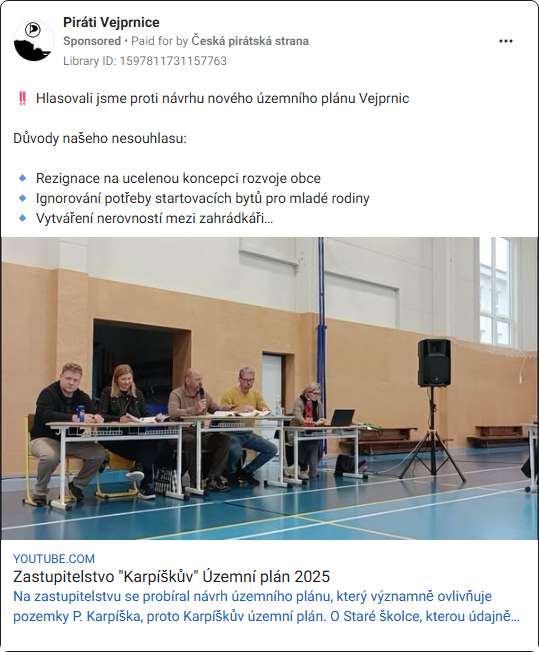 Piráti Vejprnice
Sponsored • Paid for by Česká pirátská strana
Library ID: 1597811731157763
‼ Hlasovali jsme proti návrhu nového územního plánu Vejprnic
Důvody našeho nesouhlasu:
🔹 Rezignace na ucelenou koncepci rozvoje obce
🔹 Ignorování potřeby startovacích bytů pro mladé rodiny
🔹 Vytváření nerovností mezi zahrádkáři...
YOUTUBE.COM
Zastupitelstvo "Karpíškův" Územní plán 2025
Na zastupitelstvu se probíral návrh územního plánu, který významně ovlivňuje
pozemky P. Karpíška, proto Karpíškův územní plán. O Staré školce, kterou údajně...